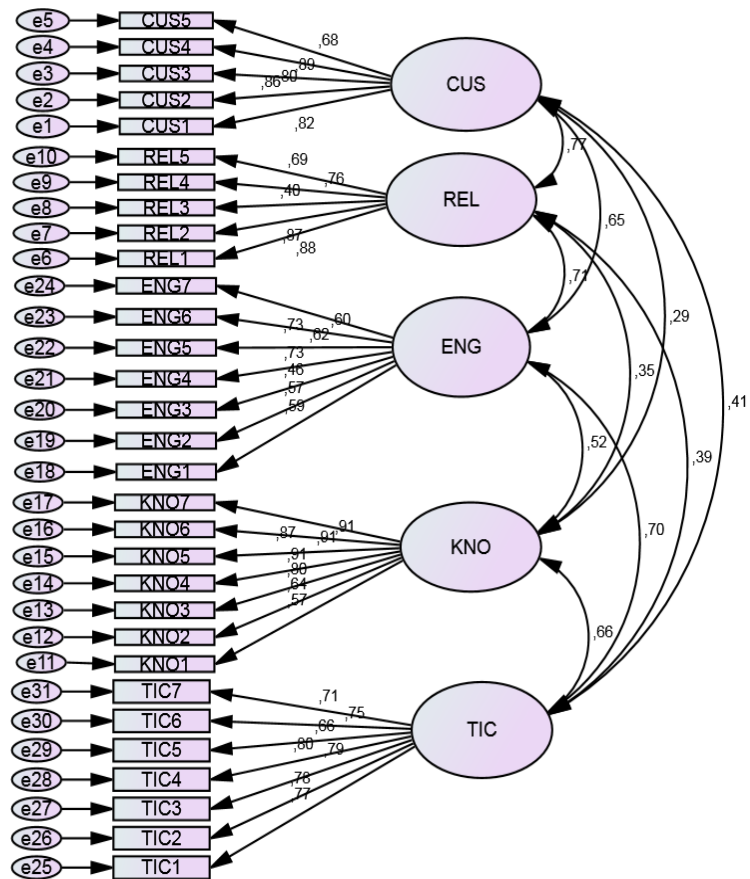 e5 CUS5 ,68
e4 CUS4 ,89
e3 CUS3 ,80
e2 CUS2 ,86
e1 CUS1 ,82
CUS
e10 REL5 ,69
e9 REL4 ,76
e8 REL3 ,40
e7 REL2 ,87
e6 REL1 ,88
REL
e24 ENG7 ,60
e23 ENG6 ,73
e22 ENG5 ,62
e21 ENG4 ,73
e20 ENG3 ,46
e19 ENG2 ,57
e18 ENG1 ,59
ENG
e17 KNO7 ,91
e16 KNO6 ,91
e15 KNO5 ,87
e14 KNO4 ,91
e13 KNO3 ,80
e12 KNO2 ,64
e11 KNO1 ,57
KNO
e31 TIC7 ,71
e30 TIC6 ,75
e29 TIC5 ,66
e28 TIC4 ,79
e27 TIC3 ,80
e26 TIC2 ,78
e25 TIC1 ,77
TIC
,77
,65
,71
,29
,35
,41
,52
,39
,70
,66